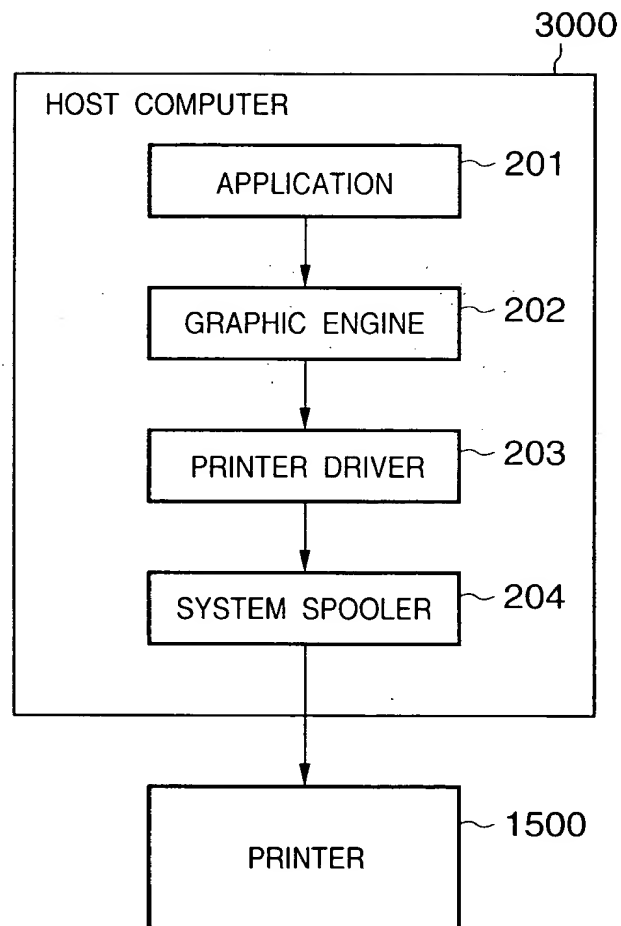 3000
HOST COMPUTER
APPLICATION
201
GRAPHIC ENGINE
202
PRINTER DRIVER
203
SYSTEM SPOOLER
204
PRINTER
1500